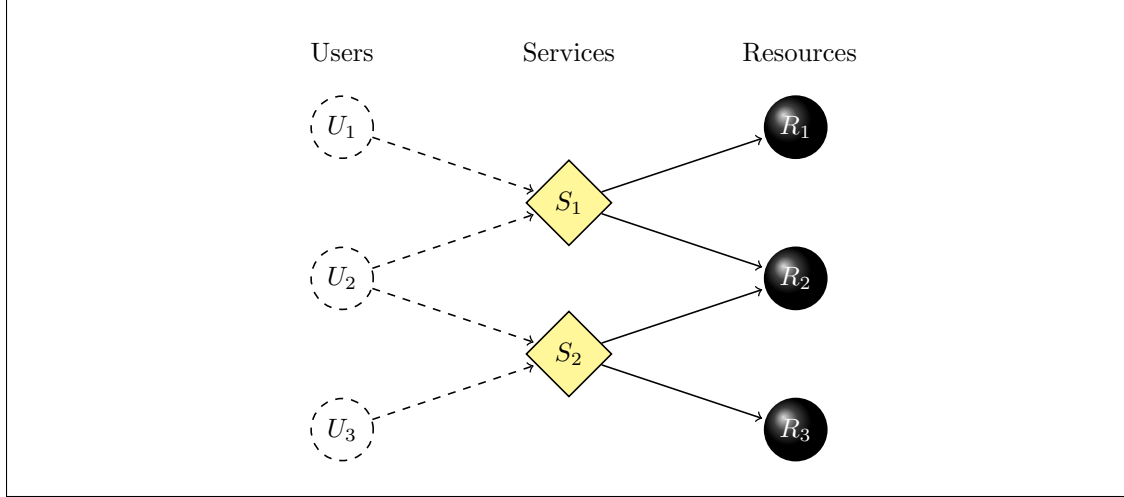 Users Services Resources
U₁ R₁
S₁
U₂ R₂
S₂
U₃ R₃